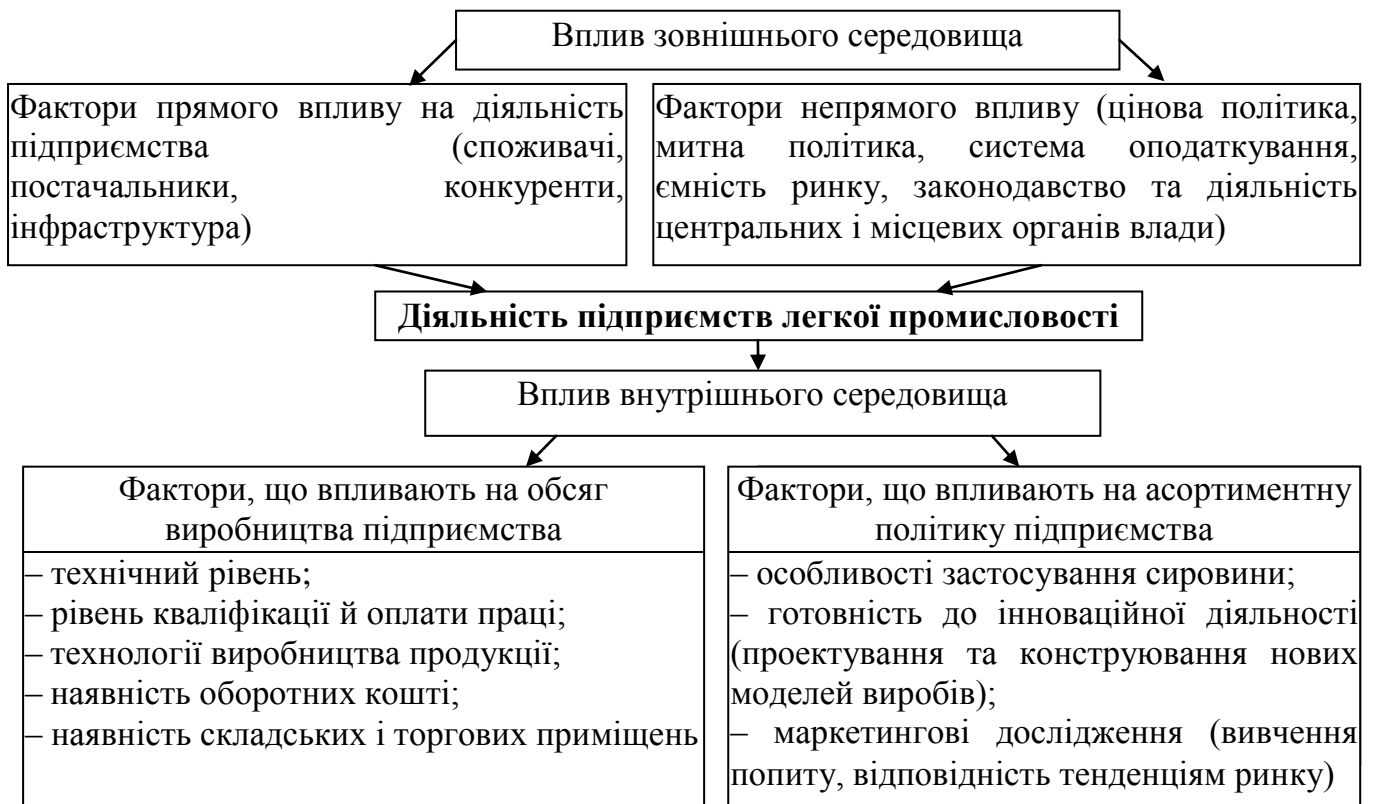 Вплив зовнішнього середовища
Фактори прямого впливу на діяльність
підприємства (споживачі,
постачальники, конкуренти,
інфраструктура)
Фактори непрямого впливу (цінова політика,
митна політика, система оподаткування,
ємність ринку, законодавство та діяльність
центральних і місцевих органів влади)
Діяльність підприємств легкої промисловості
Вплив внутрішнього середовища
Фактори, що впливають на обсяг
виробництва підприємства
– технічний рівень;
– рівень кваліфікації й оплати праці;
– технології виробництва продукції;
– наявність оборотних кошті;
– наявність складських і торгових приміщень
Фактори, що впливають на асортиментну
політику підприємства
– особливості застосування сировини;
– готовність до інноваційної діяльності
(проектування та конструювання нових
моделей виробів);
– маркетингові дослідження (вивчення
попиту, відповідність тенденціям ринку)